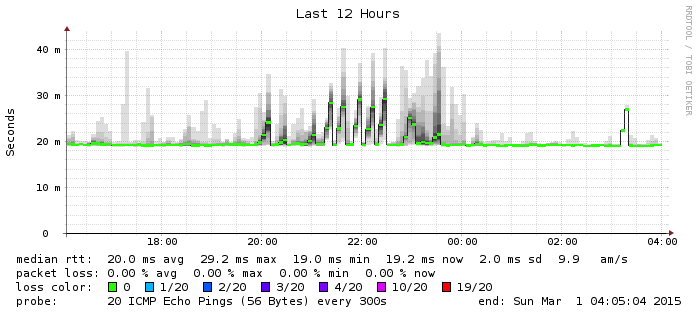 Last 12 Hours
RRDTOOL / TOBI OETIKER
Seconds
40 m
30 m
20 m
10 m
0
18:00 20:00 22:00 00:00 02:00 04:00
median rtt: 20.0 ms avg 29.2 ms max 19.0 ms min 19.2 ms now 2.0 ms sd 9.9 am/s
packet loss: 0.00 % avg 0.00 % max 0.00 % min 0.00 % now
loss color: 0 1/20 2/20 3/20 4/20 10/20 19/20
probe: 20 ICMP Echo Pings (56 Bytes) every 300s end: Sun Mar 1 04:05:04 2015